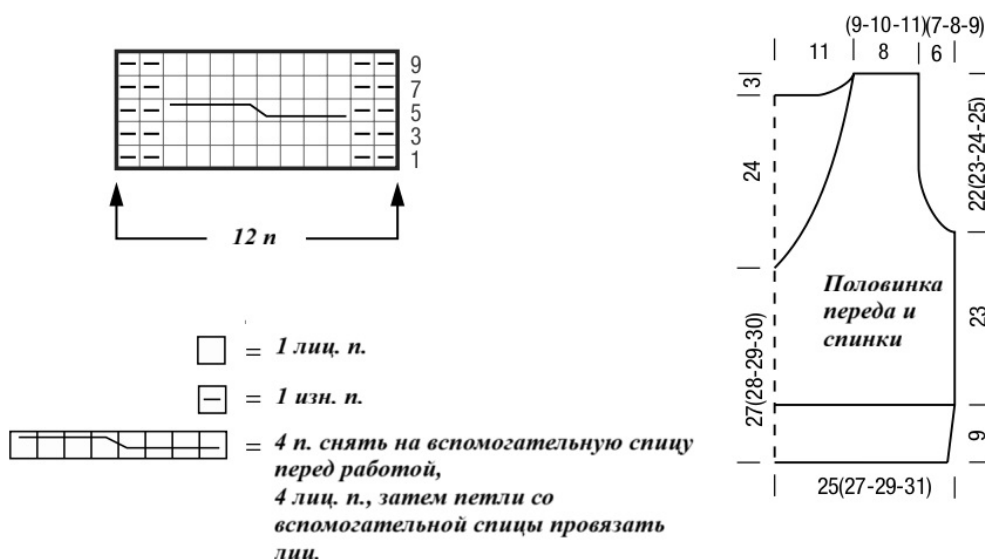 9
7
5
3
1
12 п
= 1 лиц. п.
= 1 изн. п.
= 4 п. снять на вспомогательную спицу
перед работой,
4 лиц. п., затем петли со
вспомогательной спицы провязать
лиц.
(9-10-11)(7-8-9)
11 8 6
3
24
22(23-24-25)
Половинка
переда и
спинки
23
27(28-29-30)
9
25(27-29-31)